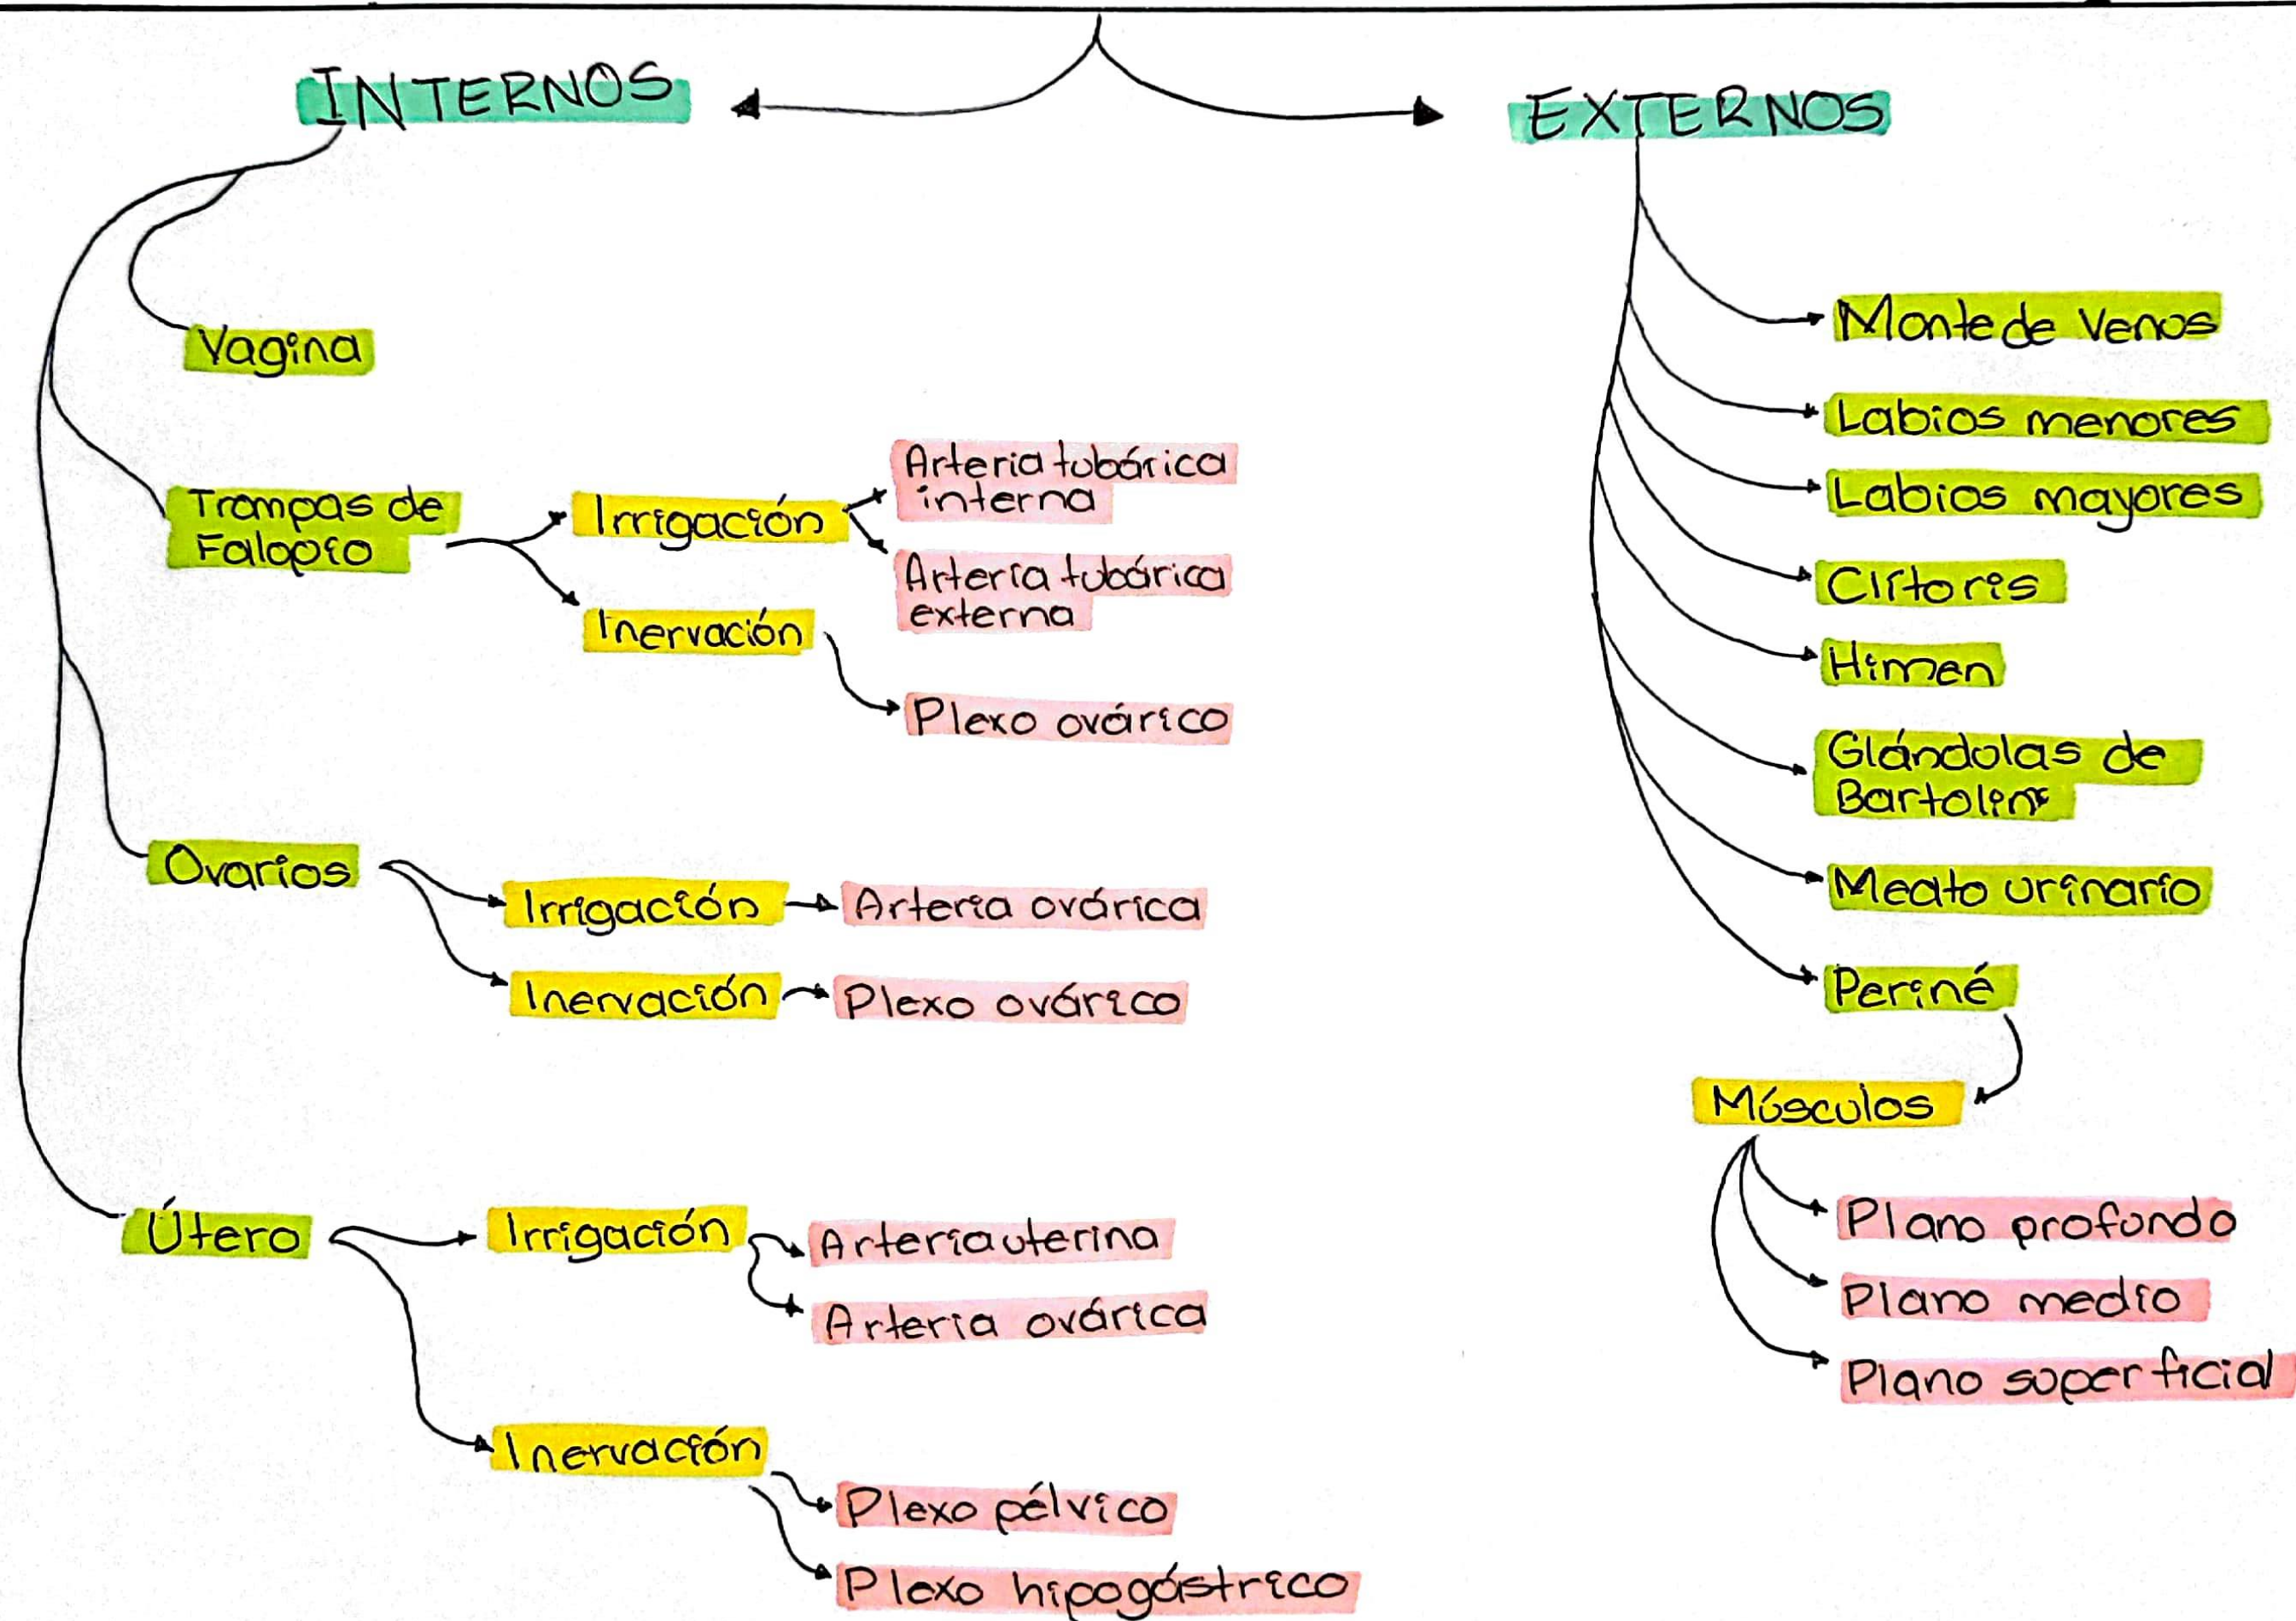 INTERNOS
Vagina
Trompas de
Falopio
Irrigación
Arteria tubárica
interna
Arteria tubárica
externa
Inervación
Plexo ovárico
Ovarios
Irrigación
Arteria ovárica
Inervación
Plexo ovárico
Útero
Irrigación
Arteria uterina
Arteria ovárica
Inervación
Plexo pélvico
Plexo hipogástrico
EXTERNOS
Monte de Venus
Labios menores
Labios mayores
Clítoris
Himen
Glándulas de
Bartolin
Meato urinario
Periné
Músculos
Plano profundo
Plano medio
Plano superficial